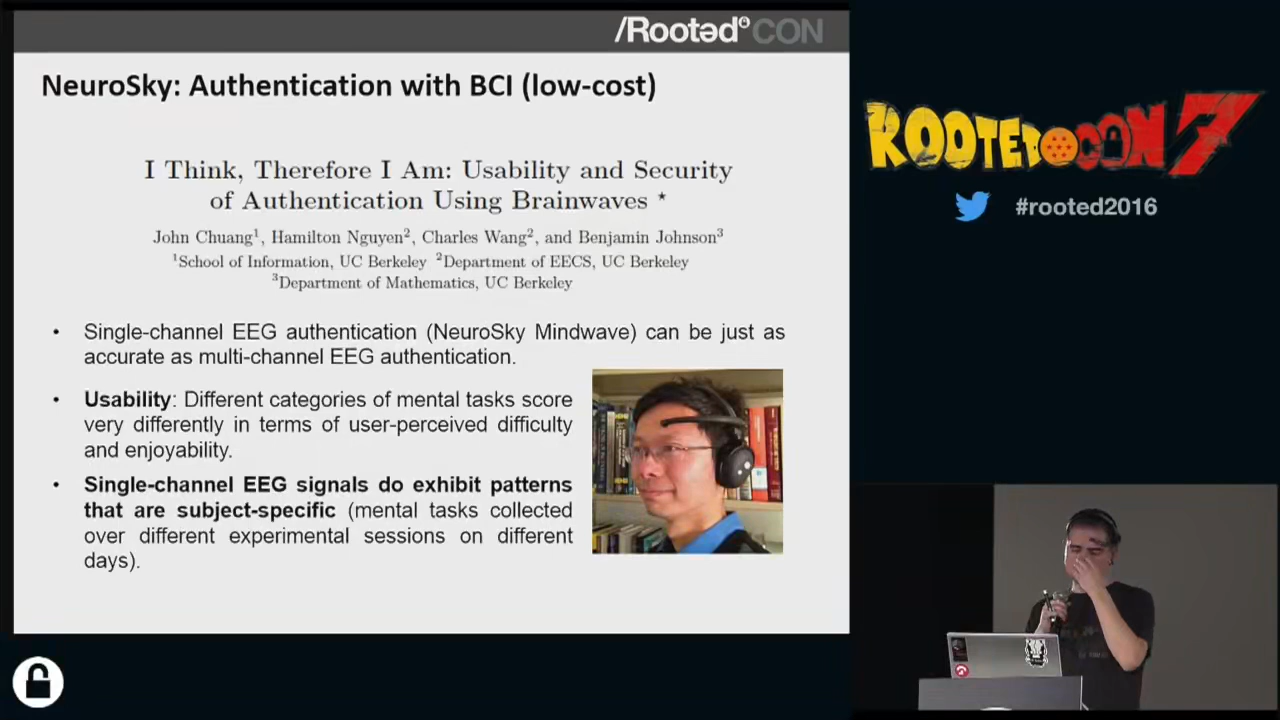 /Rootəd CON
NeuroSky: Authentication with BCI (low-cost)
I Think, Therefore I Am: Usability and Security
of Authentication Using Brainwaves ⋆
John Chuang¹, Hamilton Nguyen², Charles Wang², and Benjamin Johnson³
¹School of Information, UC Berkeley ²Department of EECS, UC Berkeley
³Department of Mathematics, UC Berkeley
• Single-channel EEG authentication (NeuroSky Mindwave) can be just as
accurate as multi-channel EEG authentication.
• Usability: Different categories of mental tasks score
very differently in terms of user-perceived difficulty
and enjoyability.
• Single-channel EEG signals do exhibit patterns
that are subject-specific (mental tasks collected
over different experimental sessions on different
days).
ROOTED CON 7
#rooted2016